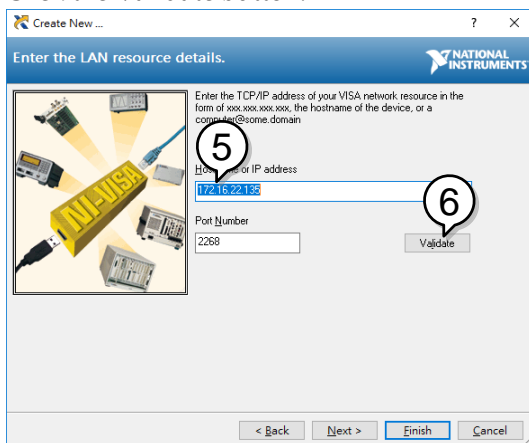 Create New ...
?
Enter the LAN resource details.
NATIONAL
INSTRUMENTS
Enter the TCP/IP address of your VISA network resource in the
form of xxx.xxx.xxx.xxx, the hostname of the device, or a
computer@some.domain
5
or IP address
172.16.22.135
6
Port Number
2268
Validate
NI-VISA
< Back
Next >
Finish
Cancel